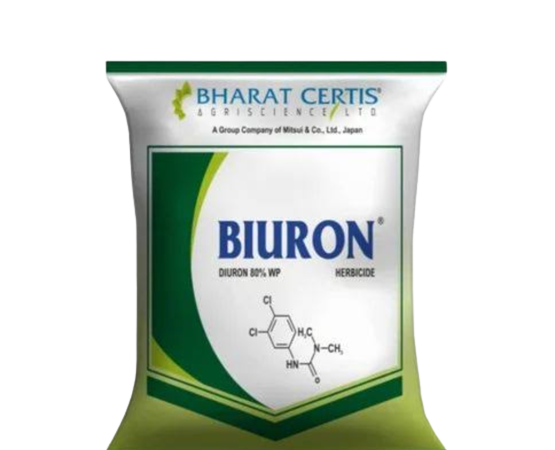 BHARAT CERTIS®
AGRISCIENCE LTD.
A Group Company of Mitsui & Co., Ltd., Japan
BIURON®
DIURON 80% WP HERBICIDE
Cl
Cl
H₃C
N—CH₃
HN
O